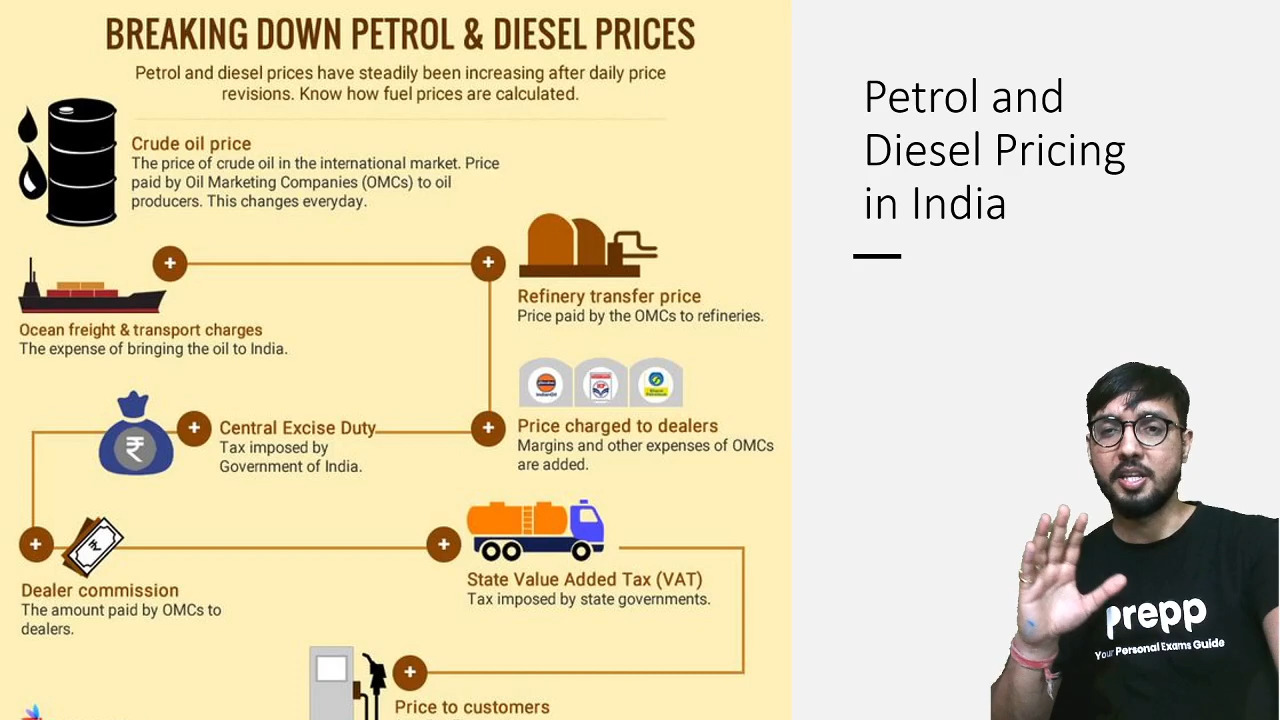 BREAKING DOWN PETROL & DIESEL PRICES
Petrol and diesel prices have steadily been increasing after daily price
revisions. Know how fuel prices are calculated.
Crude oil price
The price of crude oil in the international market. Price
paid by Oil Marketing Companies (OMCs) to oil
producers. This changes everyday.
Ocean freight & transport charges
The expense of bringing the oil to India.
Refinery transfer price
Price paid by the OMCs to refineries.
IndianOil
HP
Price charged to dealers
Margins and other expenses of OMCs
are added.
Central Excise Duty
Tax imposed by
Government of India.
₹
Dealer commission
The amount paid by OMCs to
dealers.
State Value Added Tax (VAT)
Tax imposed by state governments.
Price to customers
Petrol and
Diesel Pricing
in India
prepp
Your Personal Exams Guide